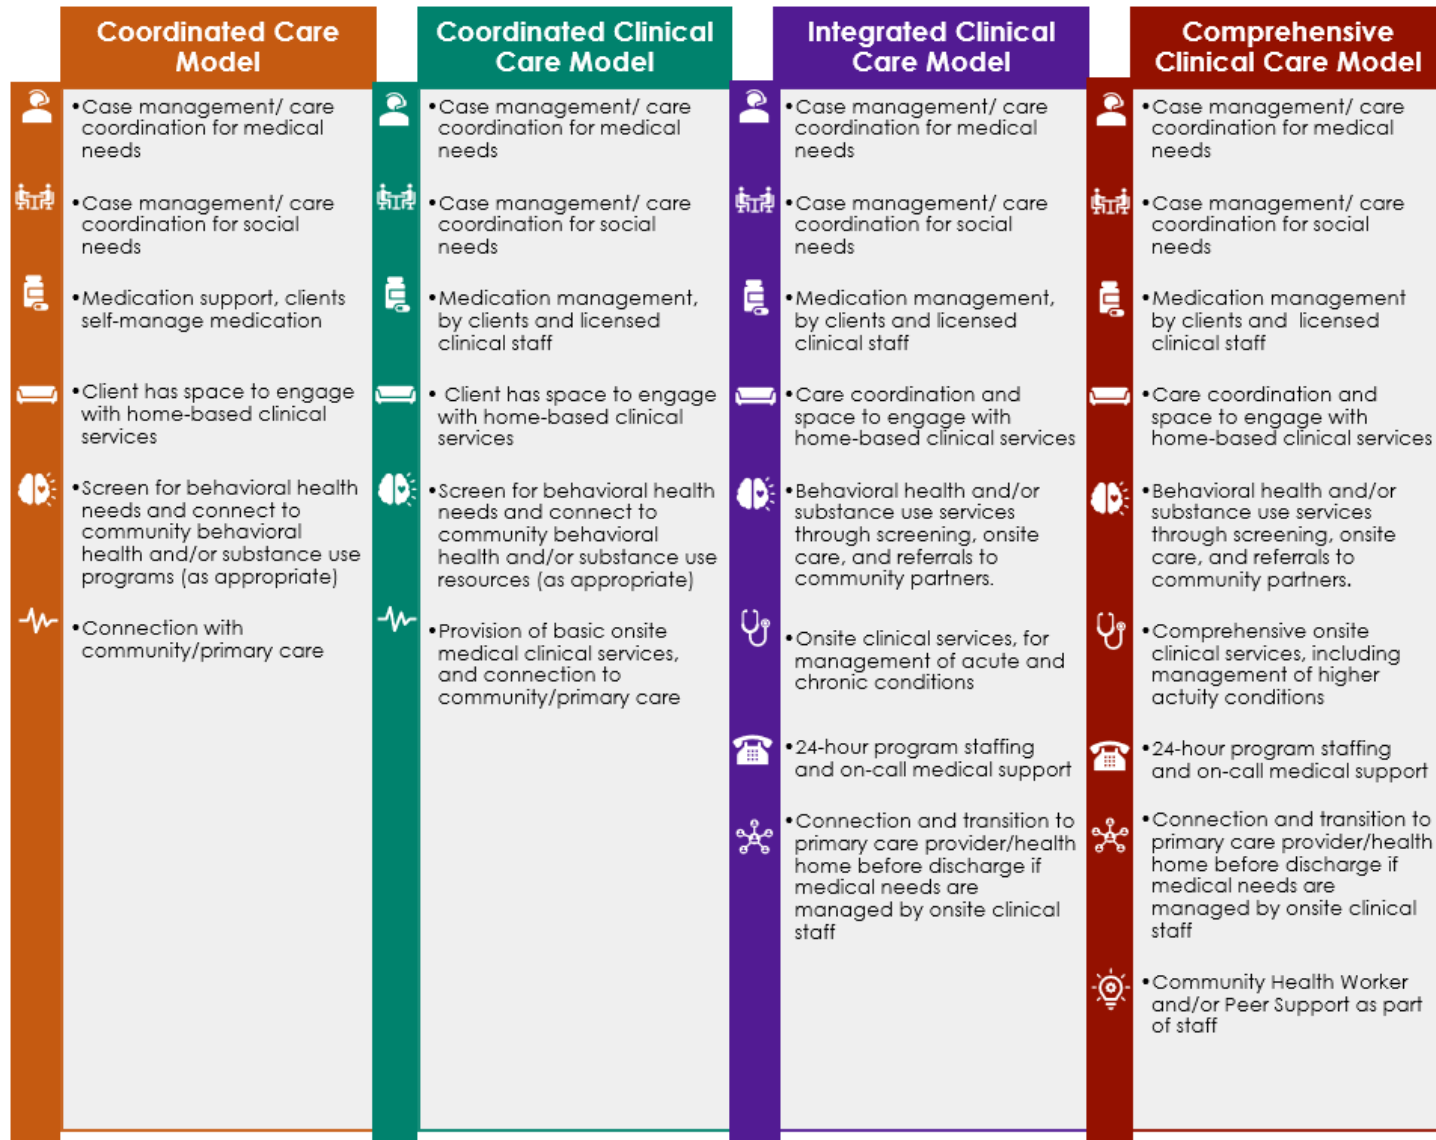 Coordinated Care
Model
•Case management/ care
coordination for medical
needs
•Case management/ care
coordination for social
needs
•Medication support, clients
self-manage medication
•Client has space to engage
with home-based clinical
services
•Screen for behavioral health
needs and connect to
community behavioral
health and/or substance use
programs (as appropriate)
•Connection with
community/primary care
Coordinated Clinical
Care Model
•Case management/ care
coordination for medical
needs
•Case management/ care
coordination for social
needs
•Medication management,
by clients and licensed
clinical staff
• Client has space to engage
with home-based clinical
services
•Screen for behavioral health
needs and connect to
community behavioral
health and/or substance use
resources (as appropriate)
•Provision of basic onsite
medical clinical services,
and connection to
community/primary care
Integrated Clinical
Care Model
•Case management/ care
coordination for medical
needs
•Case management/ care
coordination for social
needs
•Medication management,
by clients and licensed
clinical staff
•Care coordination and
space to engage with
home-based clinical services
•Behavioral health and/or
substance use services
through screening, onsite
care, and referrals to
community partners.
•Onsite clinical services, for
management of acute and
chronic conditions
•24-hour program staffing
and on-call medical support
•Connection and transition to
primary care provider/health
home before discharge if
medical needs are
managed by onsite clinical
staff
Comprehensive
Clinical Care Model
•Case management/ care
coordination for medical
needs
•Case management/ care
coordination for social
needs
•Medication management
by clients and  licensed
clinical staff
•Care coordination and
space to engage with
home-based clinical services
•Behavioral health and/or
substance use services
through screening, onsite
care, and referrals to
community partners.
•Comprehensive onsite
clinical services, including
management of higher
actuity conditions
•24-hour program staffing
and on-call medical support
•Connection and transition to
primary care provider/health
home before discharge if
medical needs are
managed by onsite clinical
staff
•Community Health Worker
and/or Peer Support as part
of staff